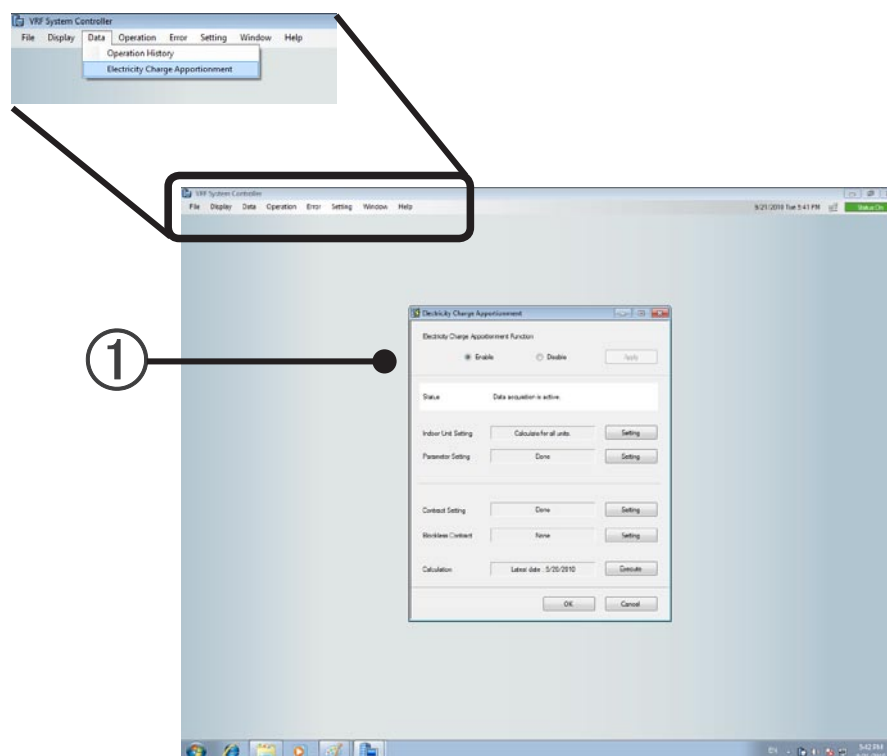 VRF System Controller
File Display Data Operation Error Setting Window Help
Operation History
Electricity Charge Apportionment
VRF System Controller
File Display Data Operation Error Setting Window Help
9/21/2010 Tue 5:41 PM Status On
Electricity Charge Apportionment
Electricity Charge Apportionment Function
Enable Disable Apply
①
Status Data acquisition is active.
Indoor Unit Setting Calculate for all units. Setting
Parameter Setting Done Setting
Contract Setting Done Setting
Blockless Contract None Setting
Calculation Latest date : 5/20/2010 Execute
OK Cancel
EN 5:42 PM